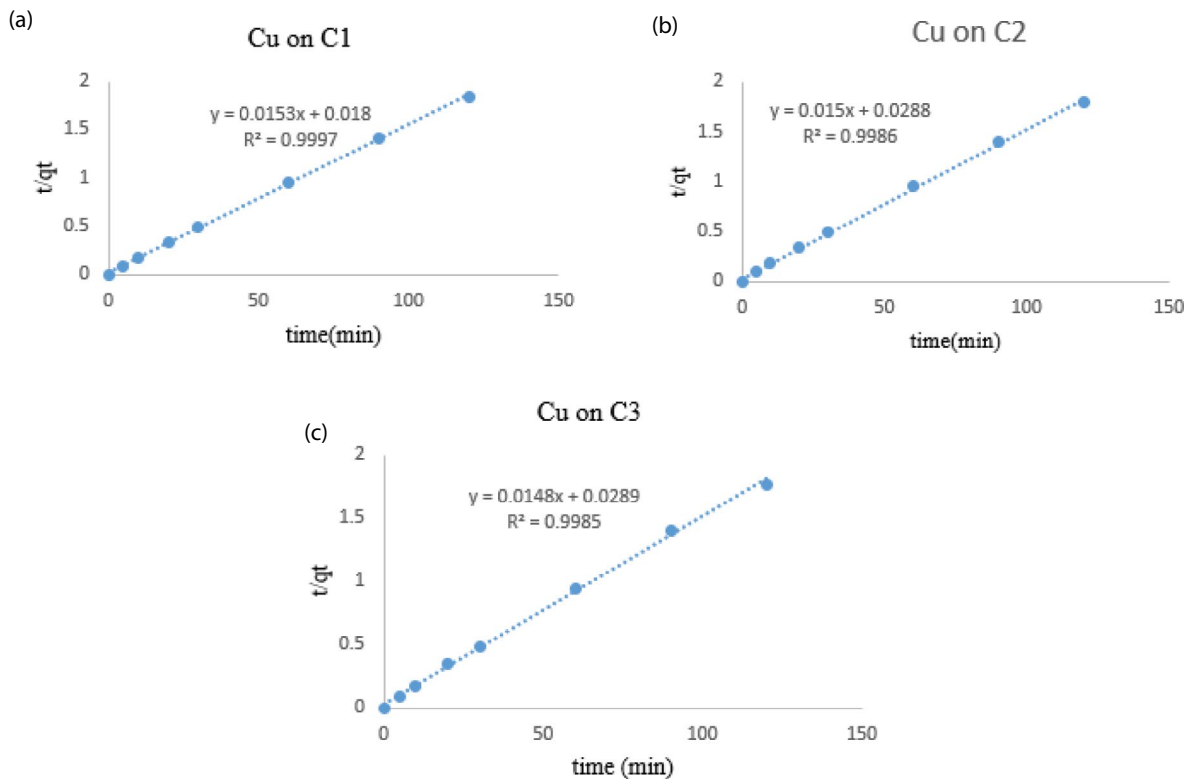 (a)
Cu on C1
y = 0.0153x + 0.018
R² = 0.9997
2
1.5
1
0.5
0
t/qt
0 50 100 150
time(min)
(b)
Cu on C2
y = 0.015x + 0.0288
R² = 0.9986
2
1.5
1
0.5
0
t/qt
0 50 100 150
time(min)
(c)
Cu on C3
y = 0.0148x + 0.0289
R² = 0.9985
2
1.5
1
0.5
0
t/qt
0 50 100 150
time (min)